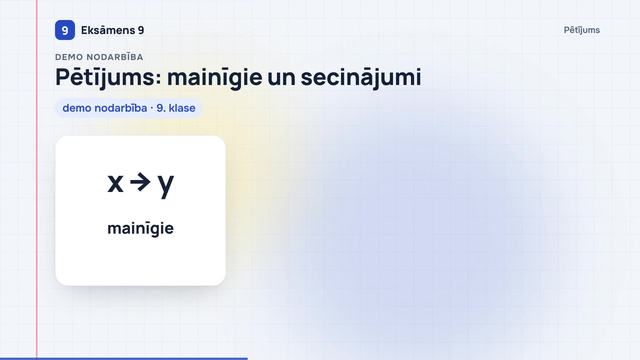 9 Eksāmens 9
Pētījums
DEMO NODARBĪBA
Pētījums: mainīgie un secinājumi
demo nodarbība · 9. klase
x → y
mainīgie